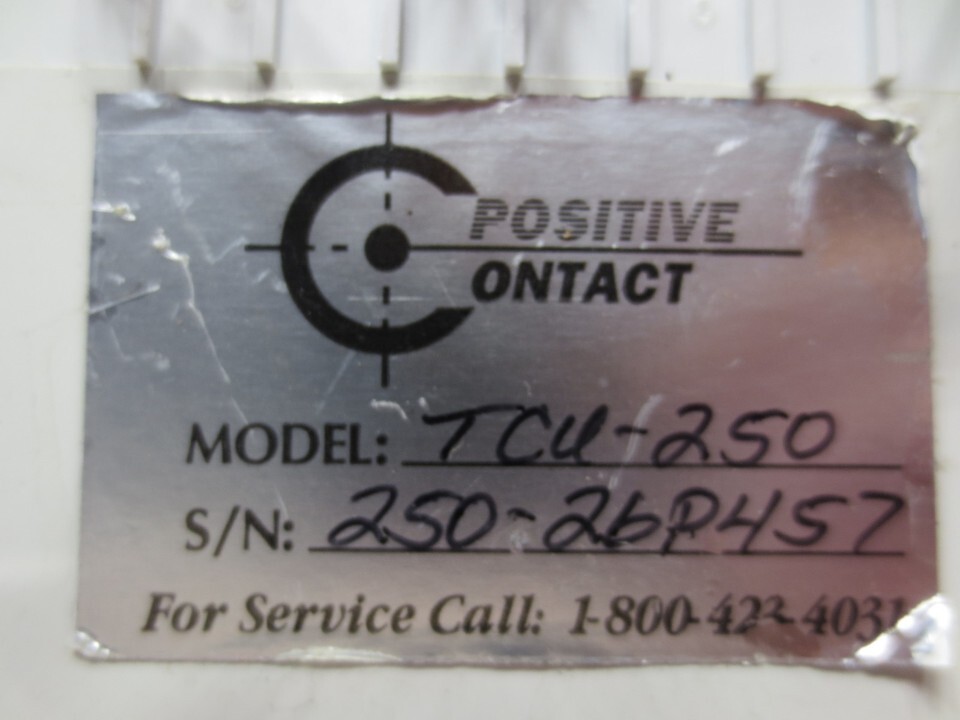 POSITIVE
CONTACT
MODEL: TCU-250
S/N: 250-26P457
For Service Call: 1-800-423-4031